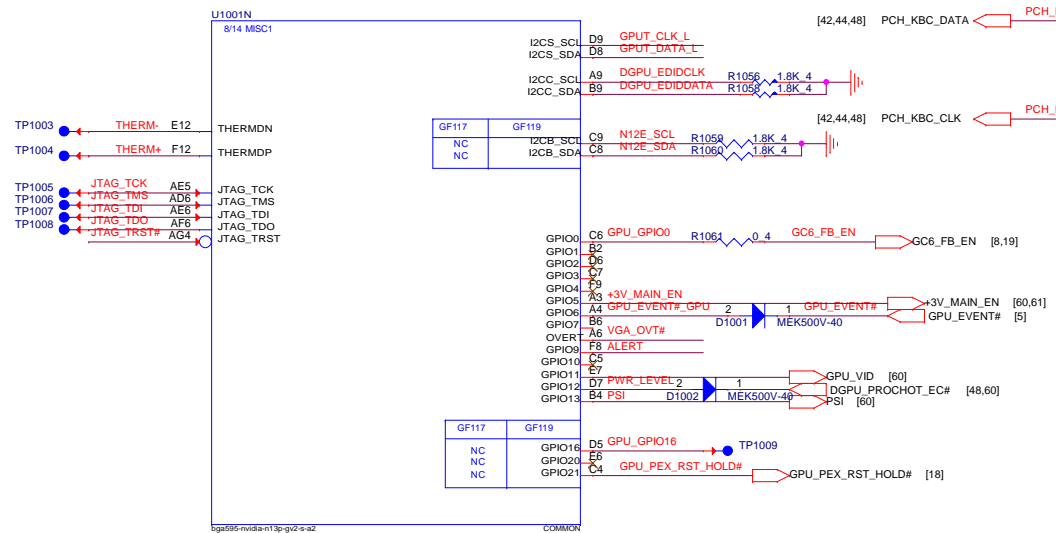 U1001N
8/14 MISC1
[42,44,48] PCH_KBC_DATA PCH_
I2CS_SCL D9 GPUT_CLK_L
I2CS_SDA D8 GPUT_DATA_L
I2CC_SCL A9 DGPU_EDIDCLK R1056 1.8K_4
I2CC_SDA B9 DGPU_EDIDDATA R1058 1.8K_4
[42,44,48] PCH_KBC_CLK PCH_
TP1003 THERM- E12 THERMDN
TP1004 THERM+ F12 THERMDP
GF117 GF119
NC I2CB_SCL C9 N12E_SCL R1059 1.8K_4
NC I2CB_SDA C8 N12E_SDA R1060 1.8K_4
TP1005 JTAG_TCK AE5 JTAG_TCK
TP1006 JTAG_TMS AD6 JTAG_TMS
TP1007 JTAG_TDI AE6 JTAG_TDI
TP1008 JTAG_TDO AF6 JTAG_TDO
JTAG_TRST# AG4 JTAG_TRST
GPIO0 C6 GPU_GPIO0 R1061 0_4 GC6_FB_EN GC6_FB_EN [8,19]
GPIO1 B2
GPIO2 D6
GPIO3 C7
GPIO4 F9
GPIO5 A3 +3V_MAIN_EN +3V_MAIN_EN [60,61]
GPIO6 A4 GPU_EVENT#_GPU 2 D1001 1 MEK500V-40 GPU_EVENT# GPU_EVENT# [5]
GPIO7 B6
OVERT A6 VGA_OVT#
GPIO9 F8 ALERT
GPIO10 C5
GPIO11 E7 GPU_VID [60]
GPIO12 D7 PWR_LEVEL 2 D1002 1 MEK500V-40 DGPU_PROCHOT_EC# [48,60]
GPIO13 B4 PSI PSI [60]
GF117 GF119
NC GPIO16 D5 GPU_GPIO16 TP1009
NC GPIO20 E6
NC GPIO21 C4 GPU_PEX_RST_HOLD# GPU_PEX_RST_HOLD# [18]
bga595-nvidia-n13p-gv2-s-a2 COMMON